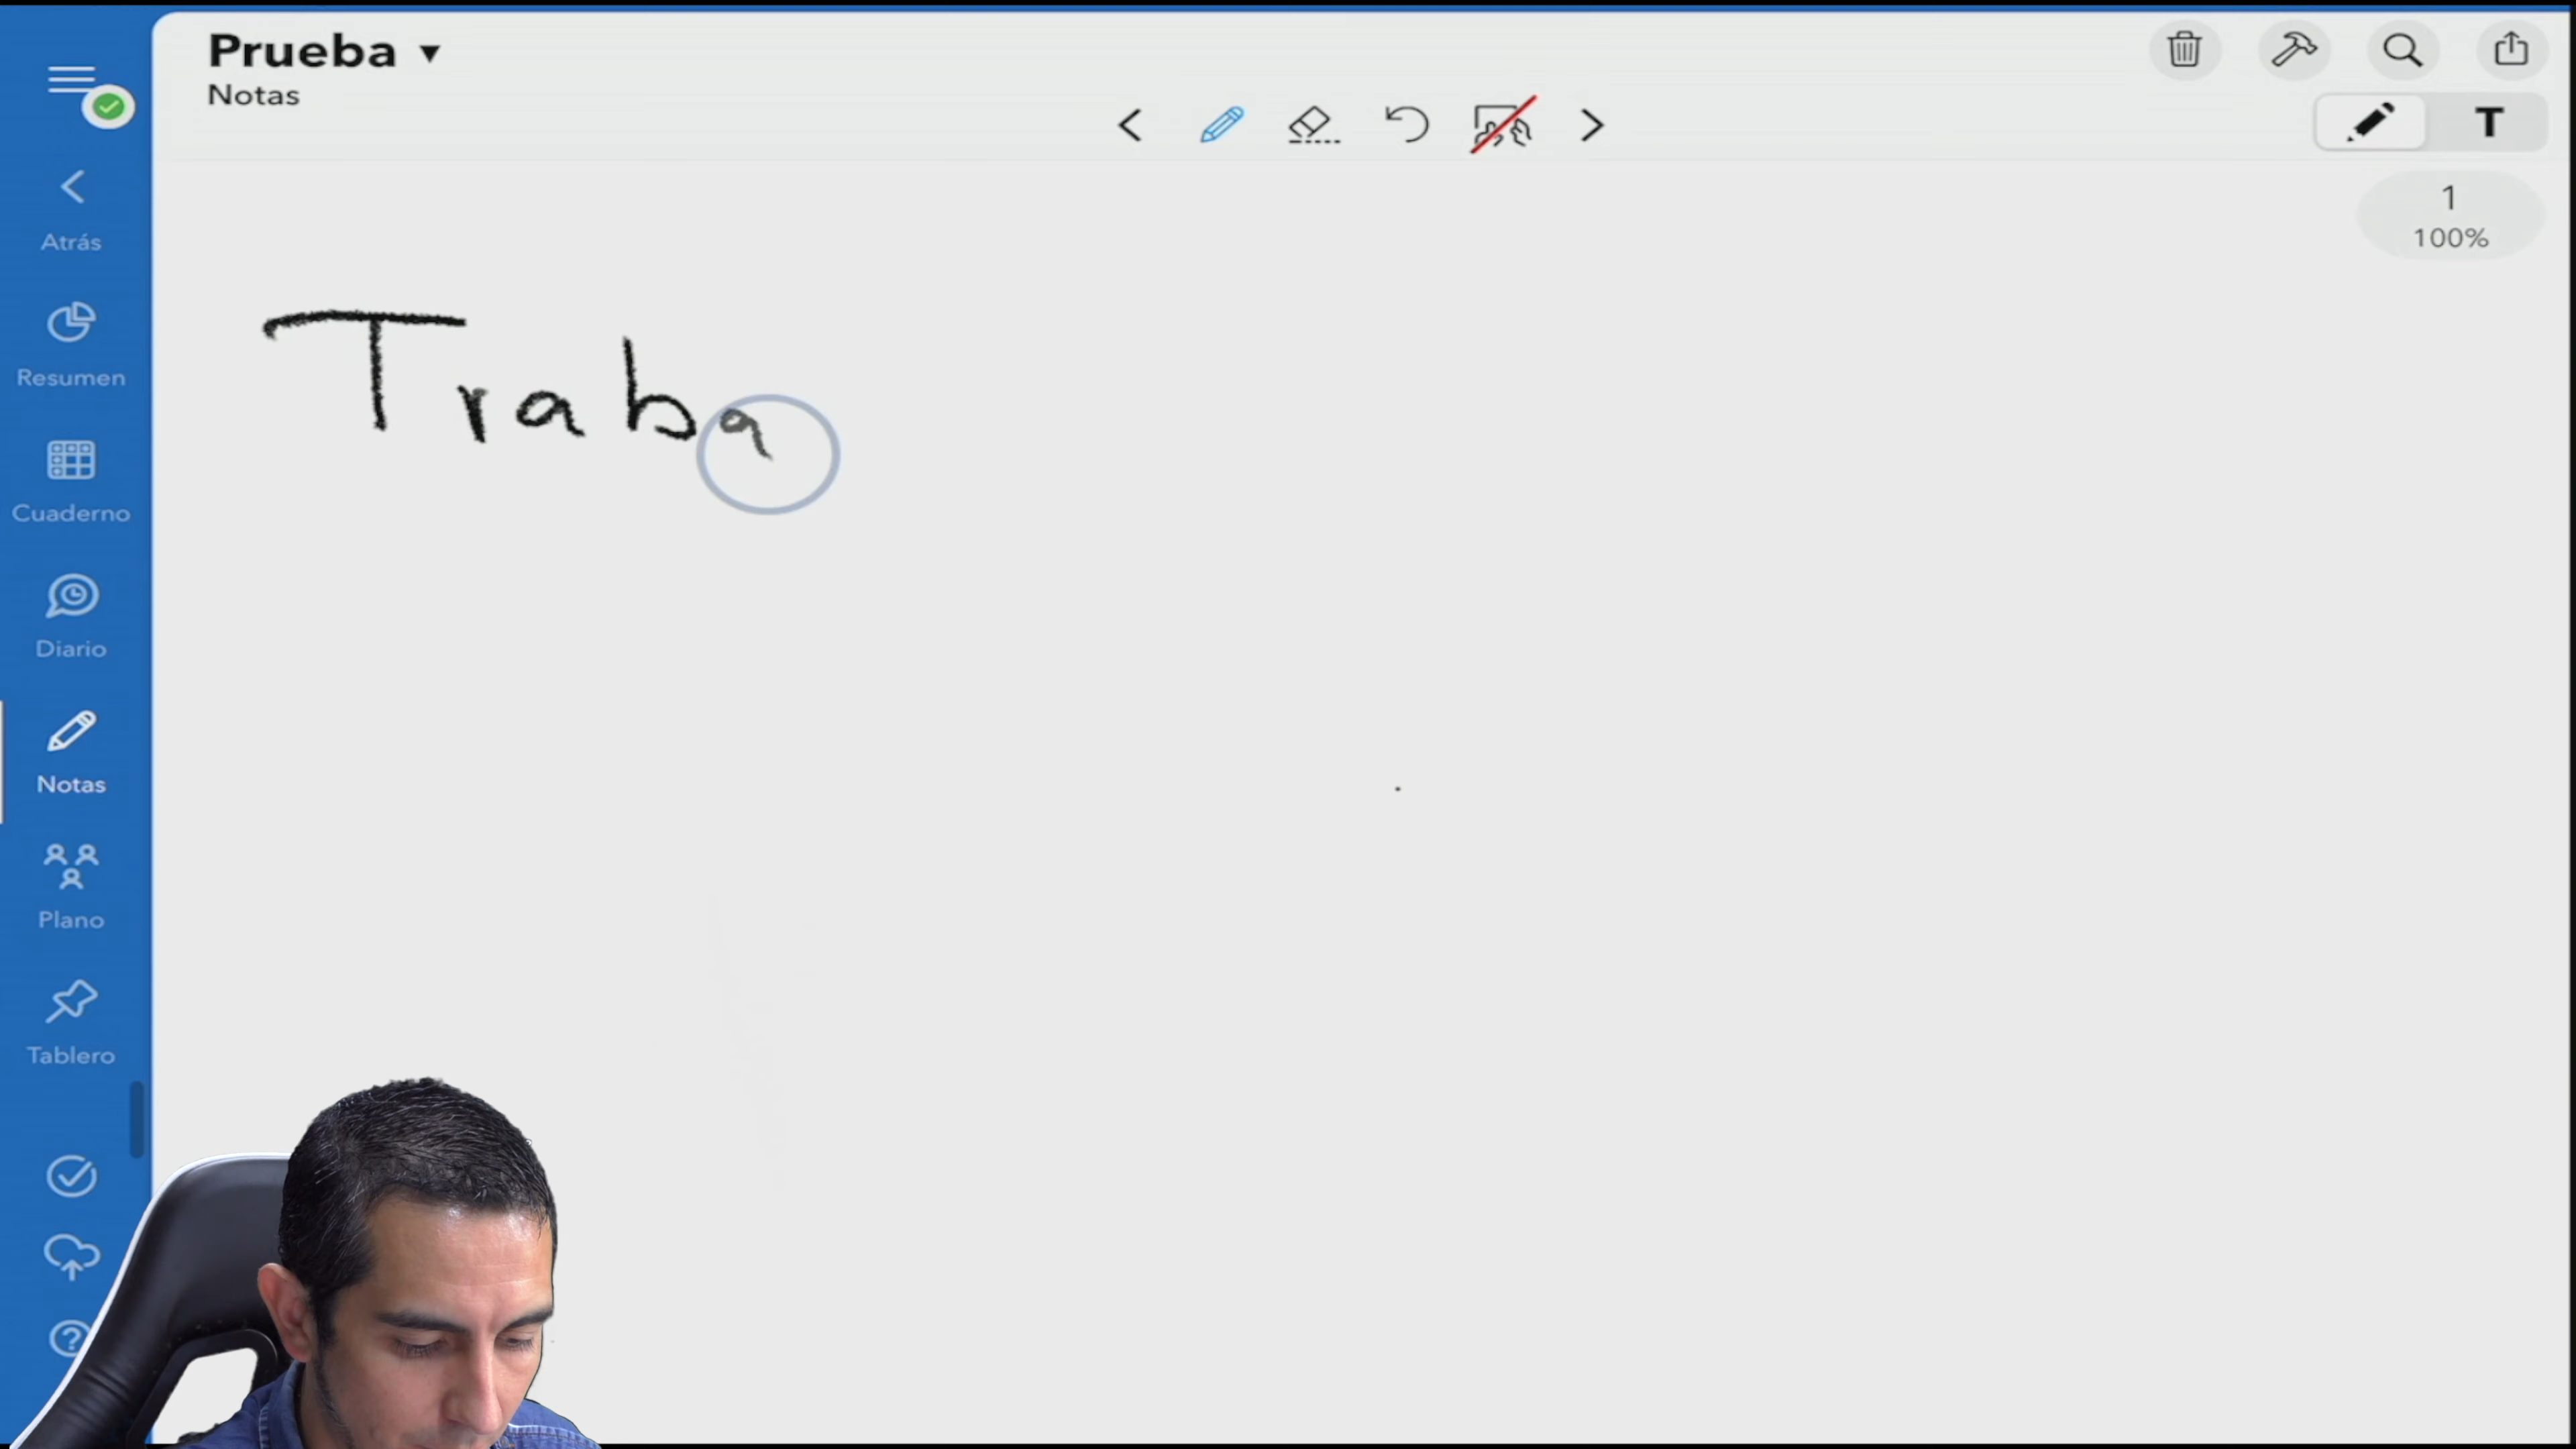 Prueba ▼
Notas
T
1
100%
Atrás
Resumen
Cuaderno
Diario
Notas
Plano
Tablero
Traba